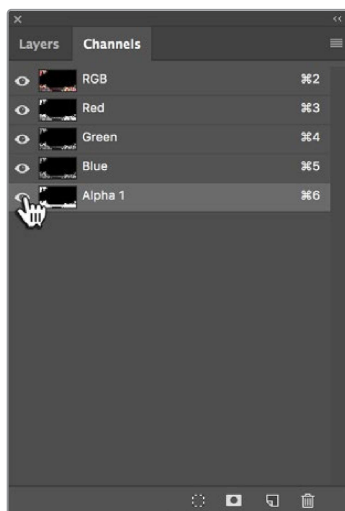 Layers Channels
RGB ⌘2
Red ⌘3
Green ⌘4
Blue ⌘5
Alpha 1 ⌘6